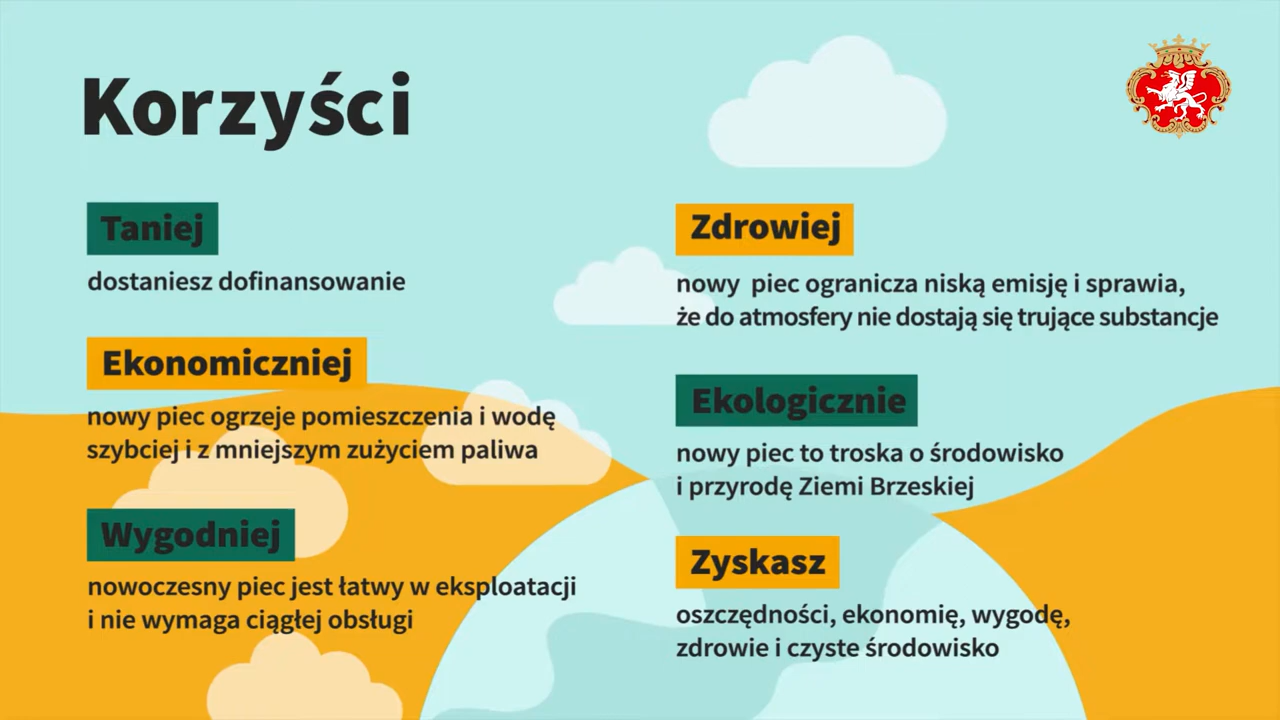 Korzyści
Taniej
dostaniesz dofinansowanie
Ekonomiczniej
nowy piec ogrzeje pomieszczenia i wodę
szybciej i z mniejszym zużyciem paliwa
Wygodniej
nowoczesny piec jest łatwy w eksploatacji
i nie wymaga ciągłej obsługi
Zdrowiej
nowy piec ogranicza niską emisję i sprawia,
że do atmosfery nie dostają się trujące substancje
Ekologicznie
nowy piec to troska o środowisko
i przyrodę Ziemi Brzeskiej
Zyskasz
oszczędności, ekonomię, wygodę,
zdrowie i czyste środowisko